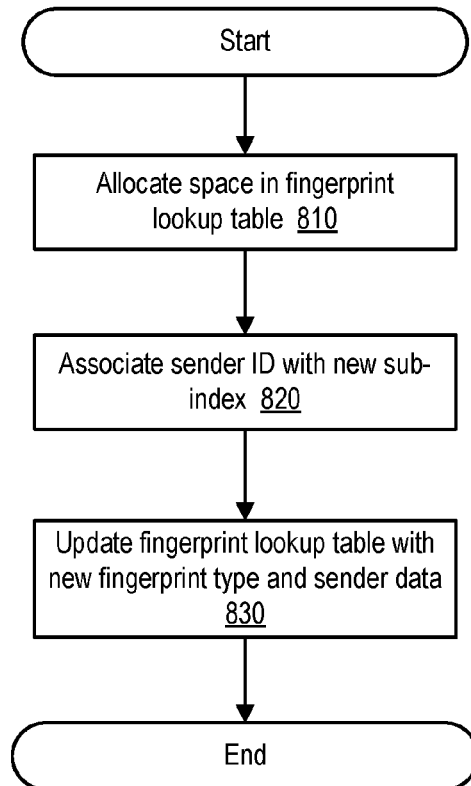 Start
Allocate space in fingerprint
lookup table 810
Associate sender ID with new sub-
index 820
Update fingerprint lookup table with
new fingerprint type and sender data
830
End